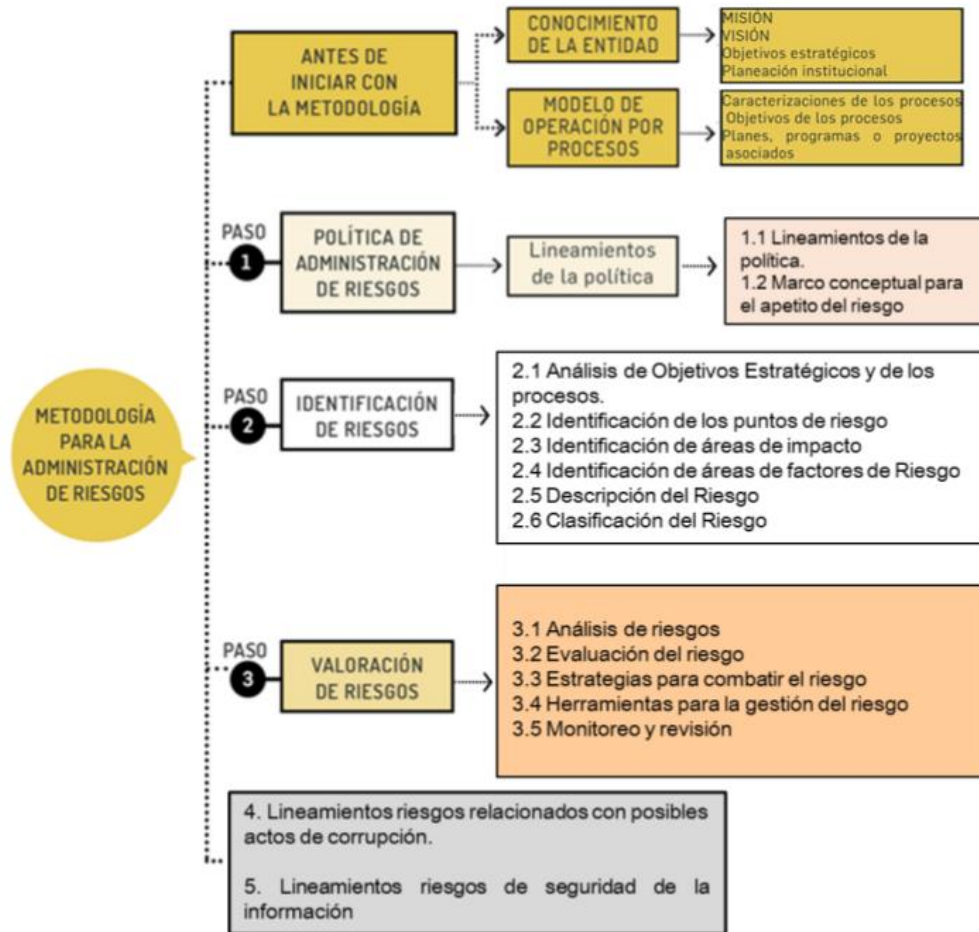 ANTES DE
INICIAR CON
LA METODOLOGÍA
CONOCIMIENTO
DE LA ENTIDAD
MISIÓN
VISIÓN
Objetivos estratégicos
Planeación institucional
MODELO DE
OPERACIÓN POR
PROCESOS
Caracterizaciones de los procesos
Objetivos de los procesos
Planes, programas o proyectos
asociados
PASO
1
POLÍTICA DE
ADMINISTRACIÓN
DE RIESGOS
Lineamientos
de la política
1.1 Lineamientos de la
política.
1.2 Marco conceptual para
el apetito del riesgo
METODOLOGÍA
PARA LA
ADMINISTRACIÓN
DE RIESGOS
PASO
2
IDENTIFICACIÓN
DE RIESGOS
2.1 Análisis de Objetivos Estratégicos y de los
procesos.
2.2 Identificación de los puntos de riesgo
2.3 Identificación de áreas de impacto
2.4 Identificación de áreas de factores de Riesgo
2.5 Descripción del Riesgo
2.6 Clasificación del Riesgo
PASO
3
VALORACIÓN
DE RIESGOS
3.1 Análisis de riesgos
3.2 Evaluación del riesgo
3.3 Estrategias para combatir el riesgo
3.4 Herramientas para la gestión del riesgo
3.5 Monitoreo y revisión
4. Lineamientos riesgos relacionados con posibles
actos de corrupción.
5. Lineamientos riesgos de seguridad de la
información